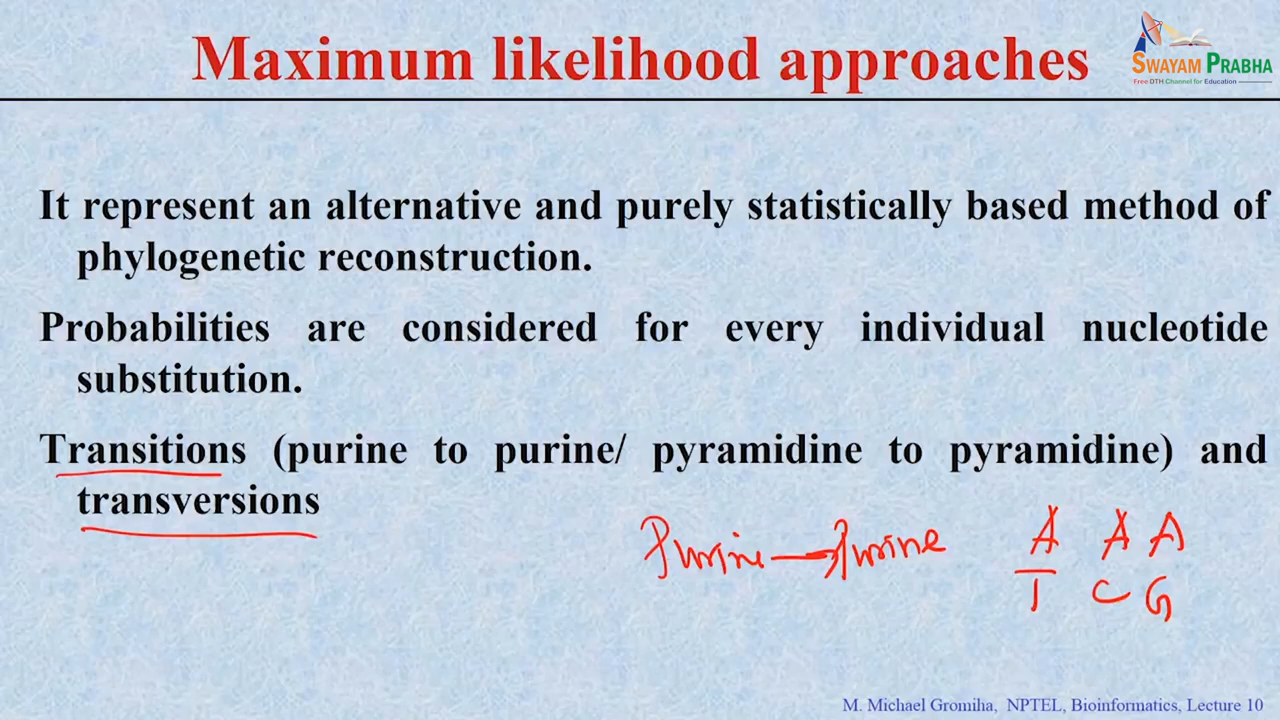 Maximum likelihood approaches
SWAYAM PRABHA
Free DTH Channel for Education
It represent an alternative and purely statistically based method of
phylogenetic reconstruction.
Probabilities are considered for every individual nucleotide
substitution.
Transitions (purine to purine/ pyramidine to pyramidine) and
transversions
Purine → Purine A A A
T C G
M. Michael Gromiha, NPTEL, Bioinformatics, Lecture 10